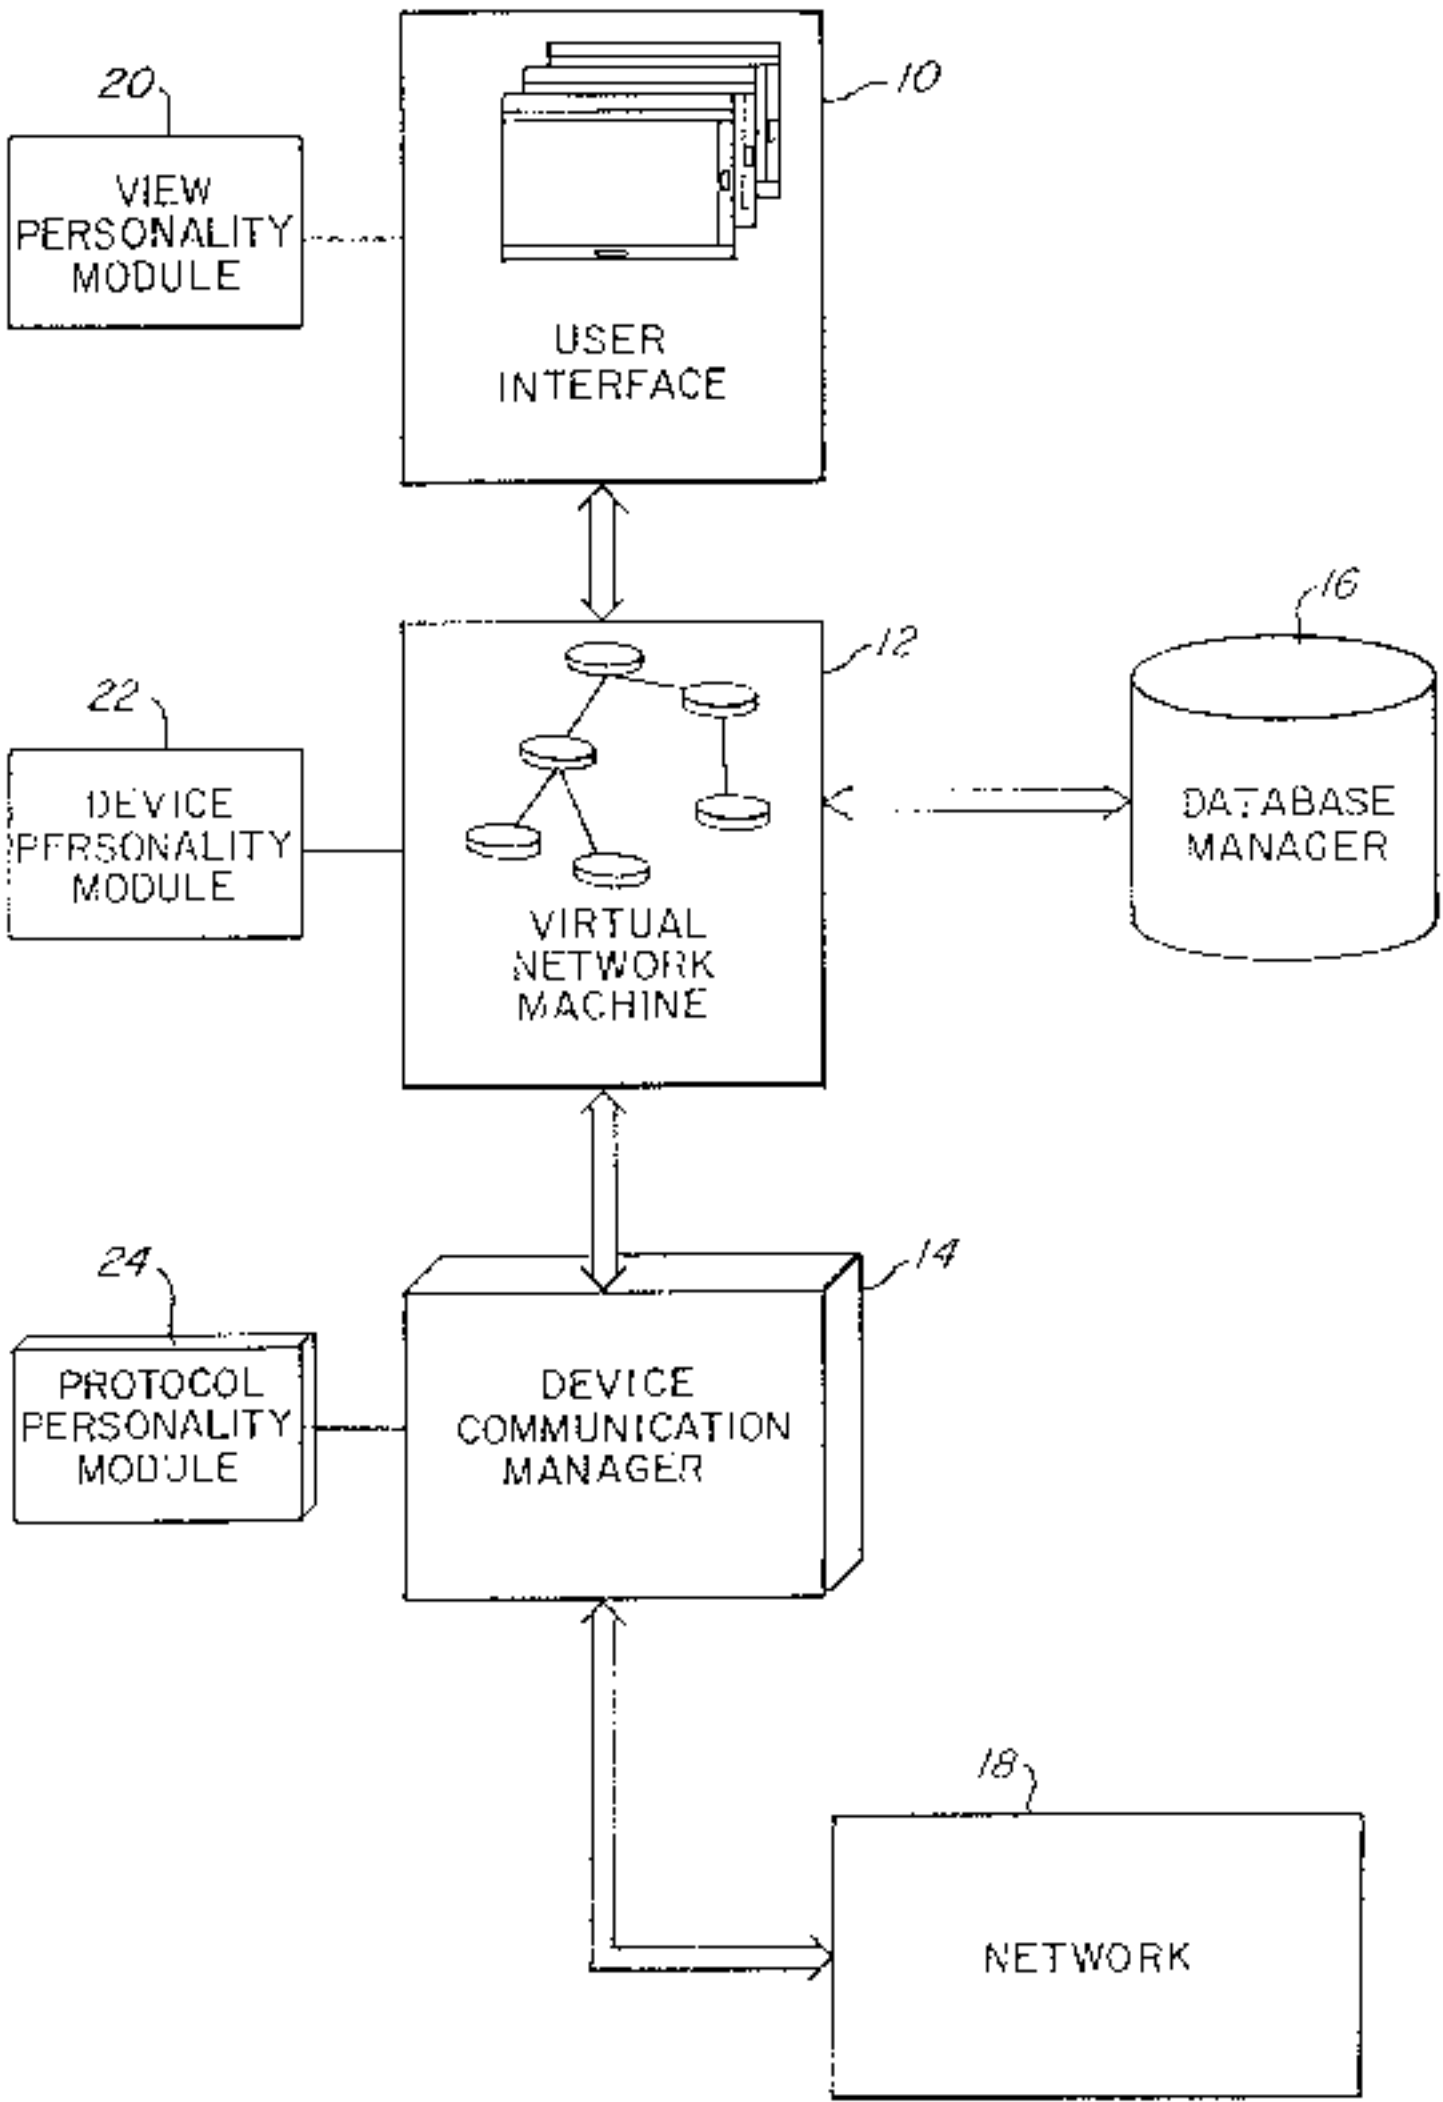 10
20
VIEW
PERSONALITY
MODULE
USER
INTERFACE
16
12
22
DEVICE
PERSONALITY
MODULE
DATABASE
MANAGER
VIRTUAL
NETWORK
MACHINE
14
24
PROTOCOL
PERSONALITY
MODULE
DEVICE
COMMUNICATION
MANAGER
18
NETWORK